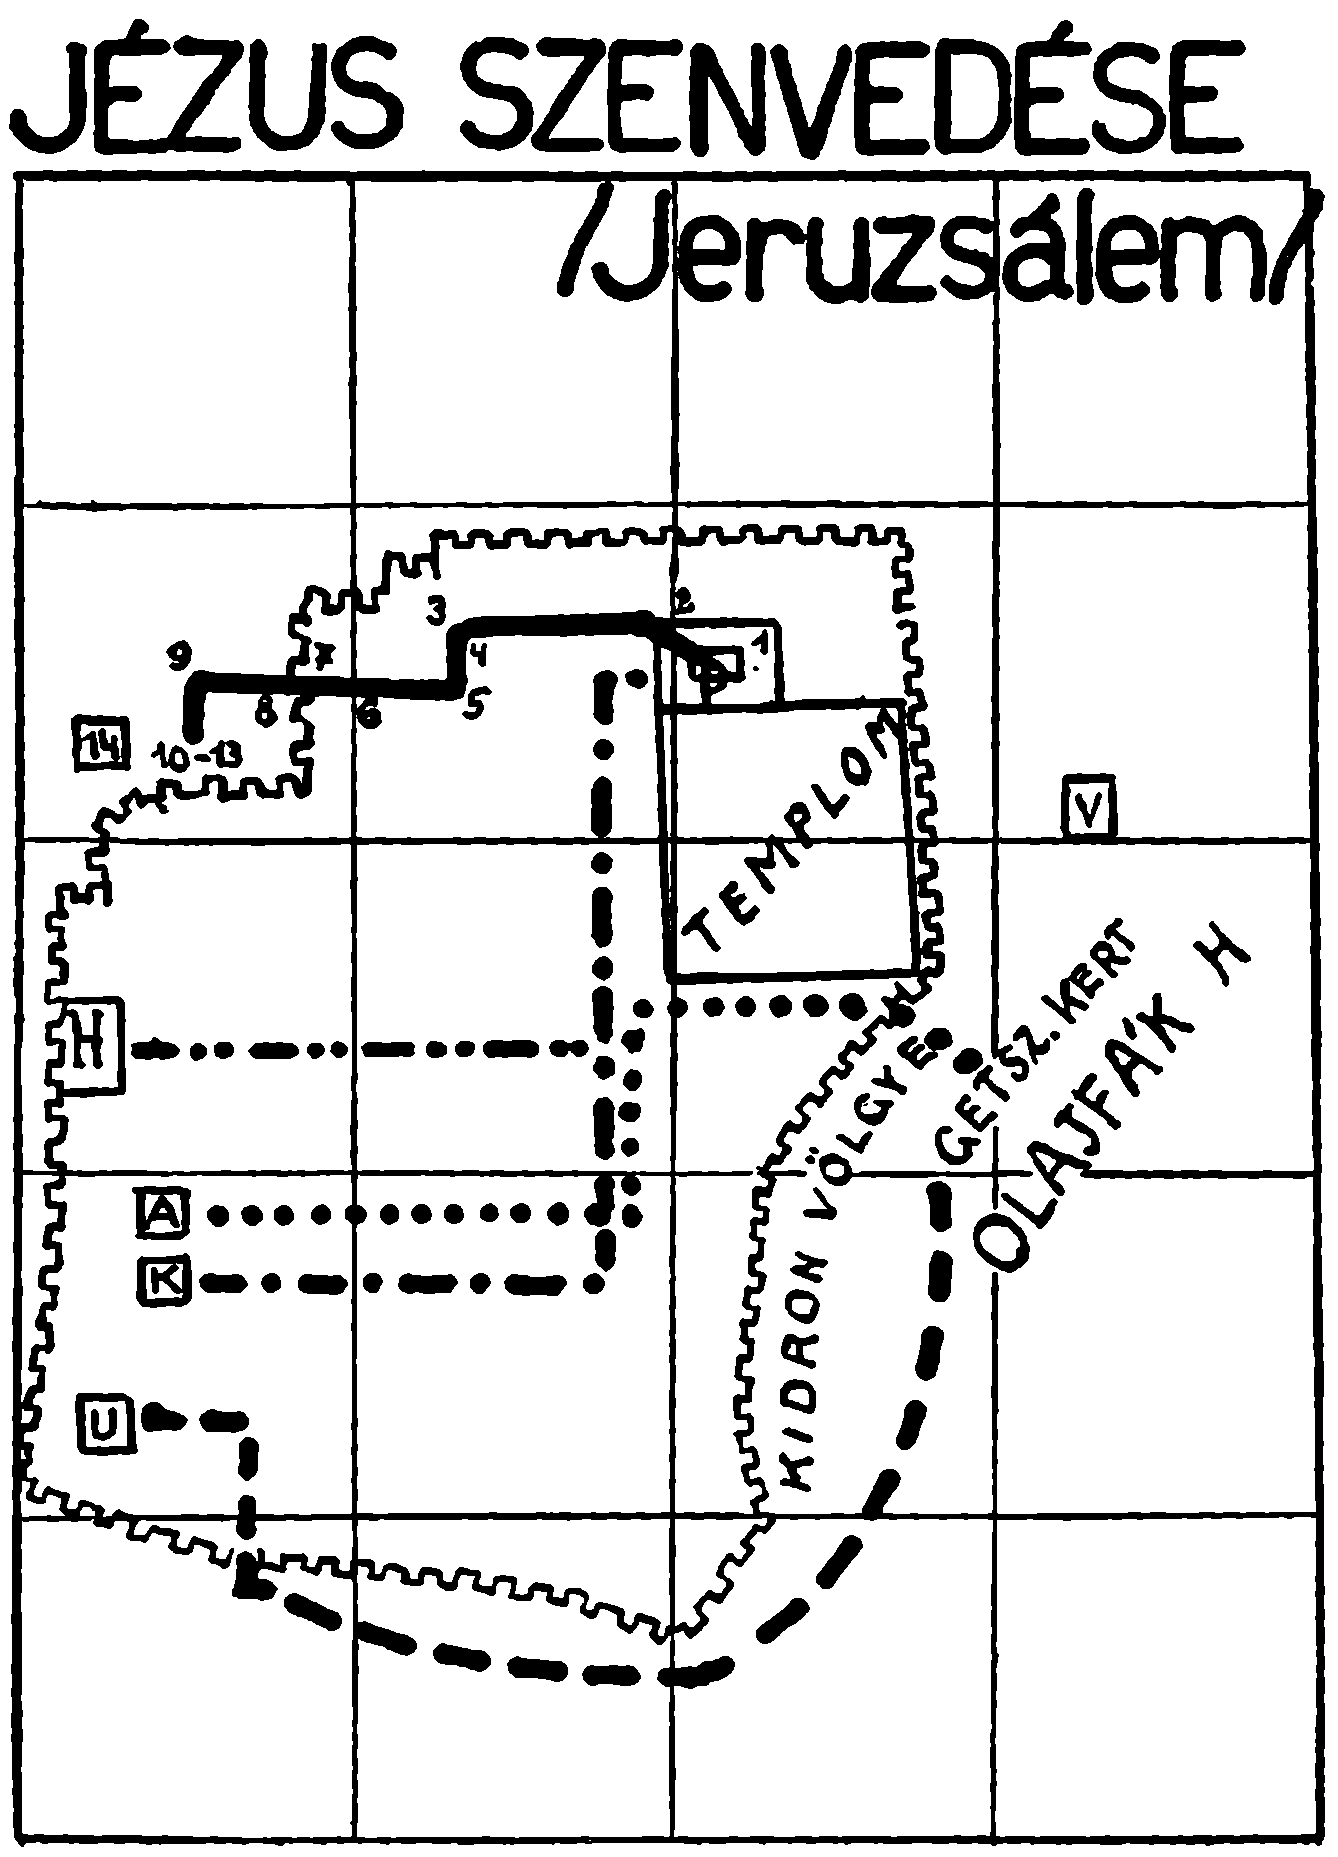 JÉZUS SZENVEDÉSE
/Jeruzsálem/
3
2
1
9
7
4
8
6
5
14
10-13
P
TEMPLOM
V
H
GETSZ. KERT
OLAJFÁK H
KIDRON VÖLGYE
A
K
U